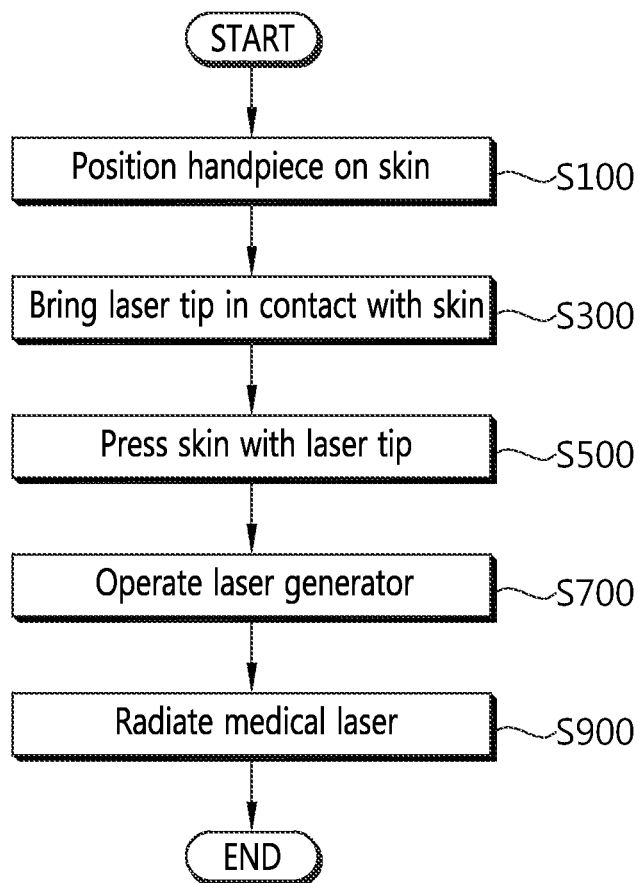 START
Position handpiece on skin
S100
Bring laser tip in contact with skin
S300
Press skin with laser tip
S500
Operate laser generator
S700
Radiate medical laser
S900
END